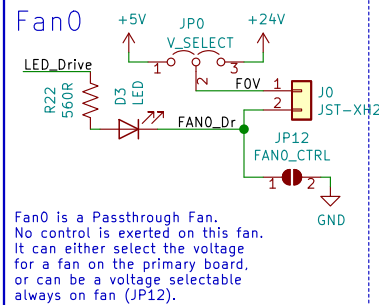 Fan0
+5V
JP0
+24V
V_SELECT
LED_Drive
1
3
2
R22
560R
D3
LED
F0V
1
2
J0
JST-XH2
FAN0_Dr
JP12
FAN0_CTRL
1
2
GND
Fan0 is a Passthrough Fan.
No control is exerted on this fan.
It can either select the voltage
for a fan on the primary board,
or can be a voltage selectable
always on fan (JP12).